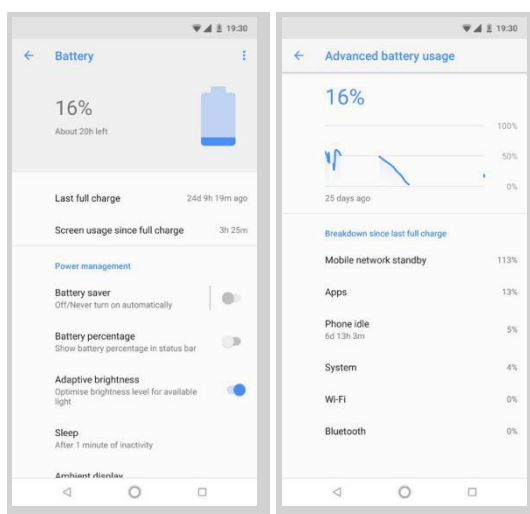 19:30
Battery
16%
About 20h left
Last full charge 24d 9h 19m ago
Screen usage since full charge 3h 25m
Power management
Battery saver
Off/Never turn on automatically
Battery percentage
Show battery percentage in status bar
Adaptive brightness
Optimise brightness level for available
light
Sleep
After 1 minute of inactivity
Ambient display
19:30
Advanced battery usage
16%
100%
50%
0%
25 days ago
Breakdown since last full charge
Mobile network standby 113%
Apps 13%
Phone idle 5%
6d 13h 3m
System 4%
Wi-Fi 0%
Bluetooth 0%